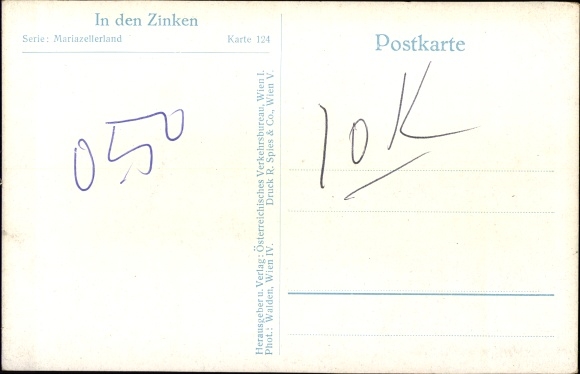 In den Zinken
Serie: Mariazellerland Karte 124
Postkarte
050
10K
Herausgeber u. Verlag: Österreichisches Verkehrsbureau, Wien I.
Phot.: Walden, Wien IV. Druck R. Spies & Co., Wien V.